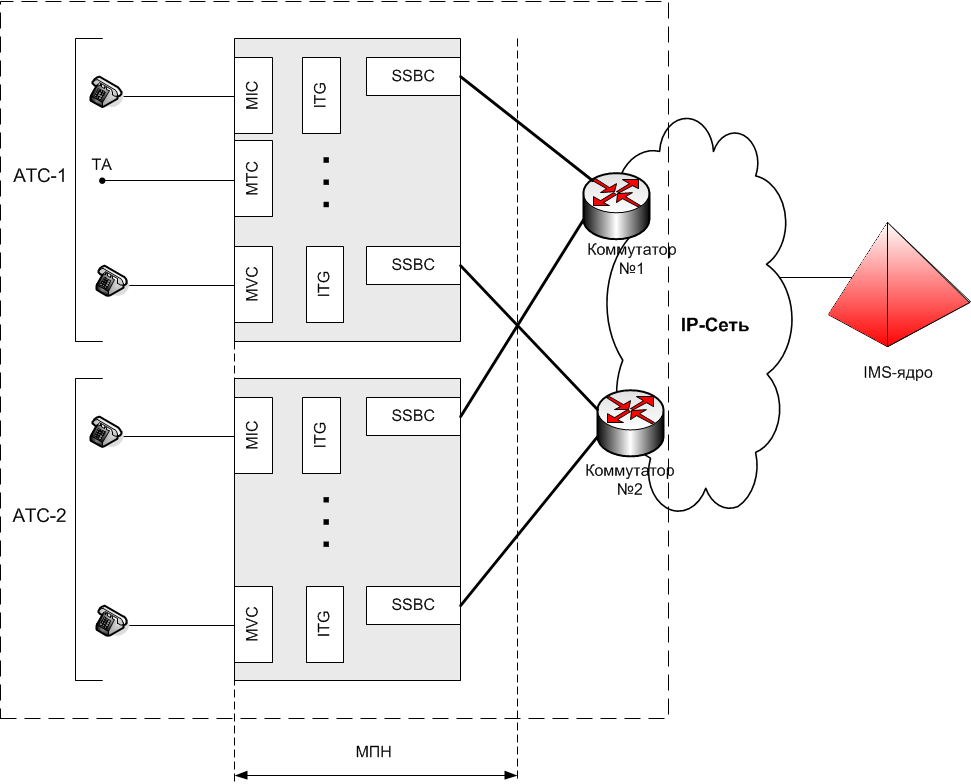 АТС-1
ТА
MIC
ITG
SSBC
MTC
MVC
ITG
SSBC
Коммутатор
№1
IP-Сеть
IMS-ядро
АТС-2
MIC
ITG
SSBC
MVC
ITG
SSBC
Коммутатор
№2
МПН